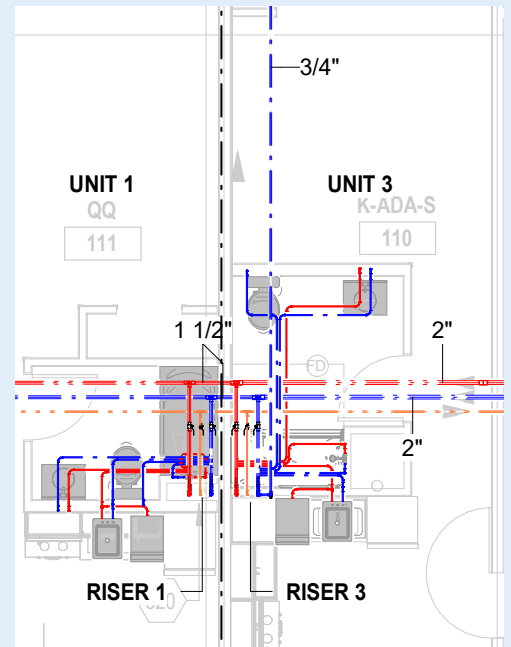 3/4"
UNIT 1
UNIT 3
QQ
K-ADA-S
111
110
1 1/2"
2"
FD
2"
RISER 1
RISER 3